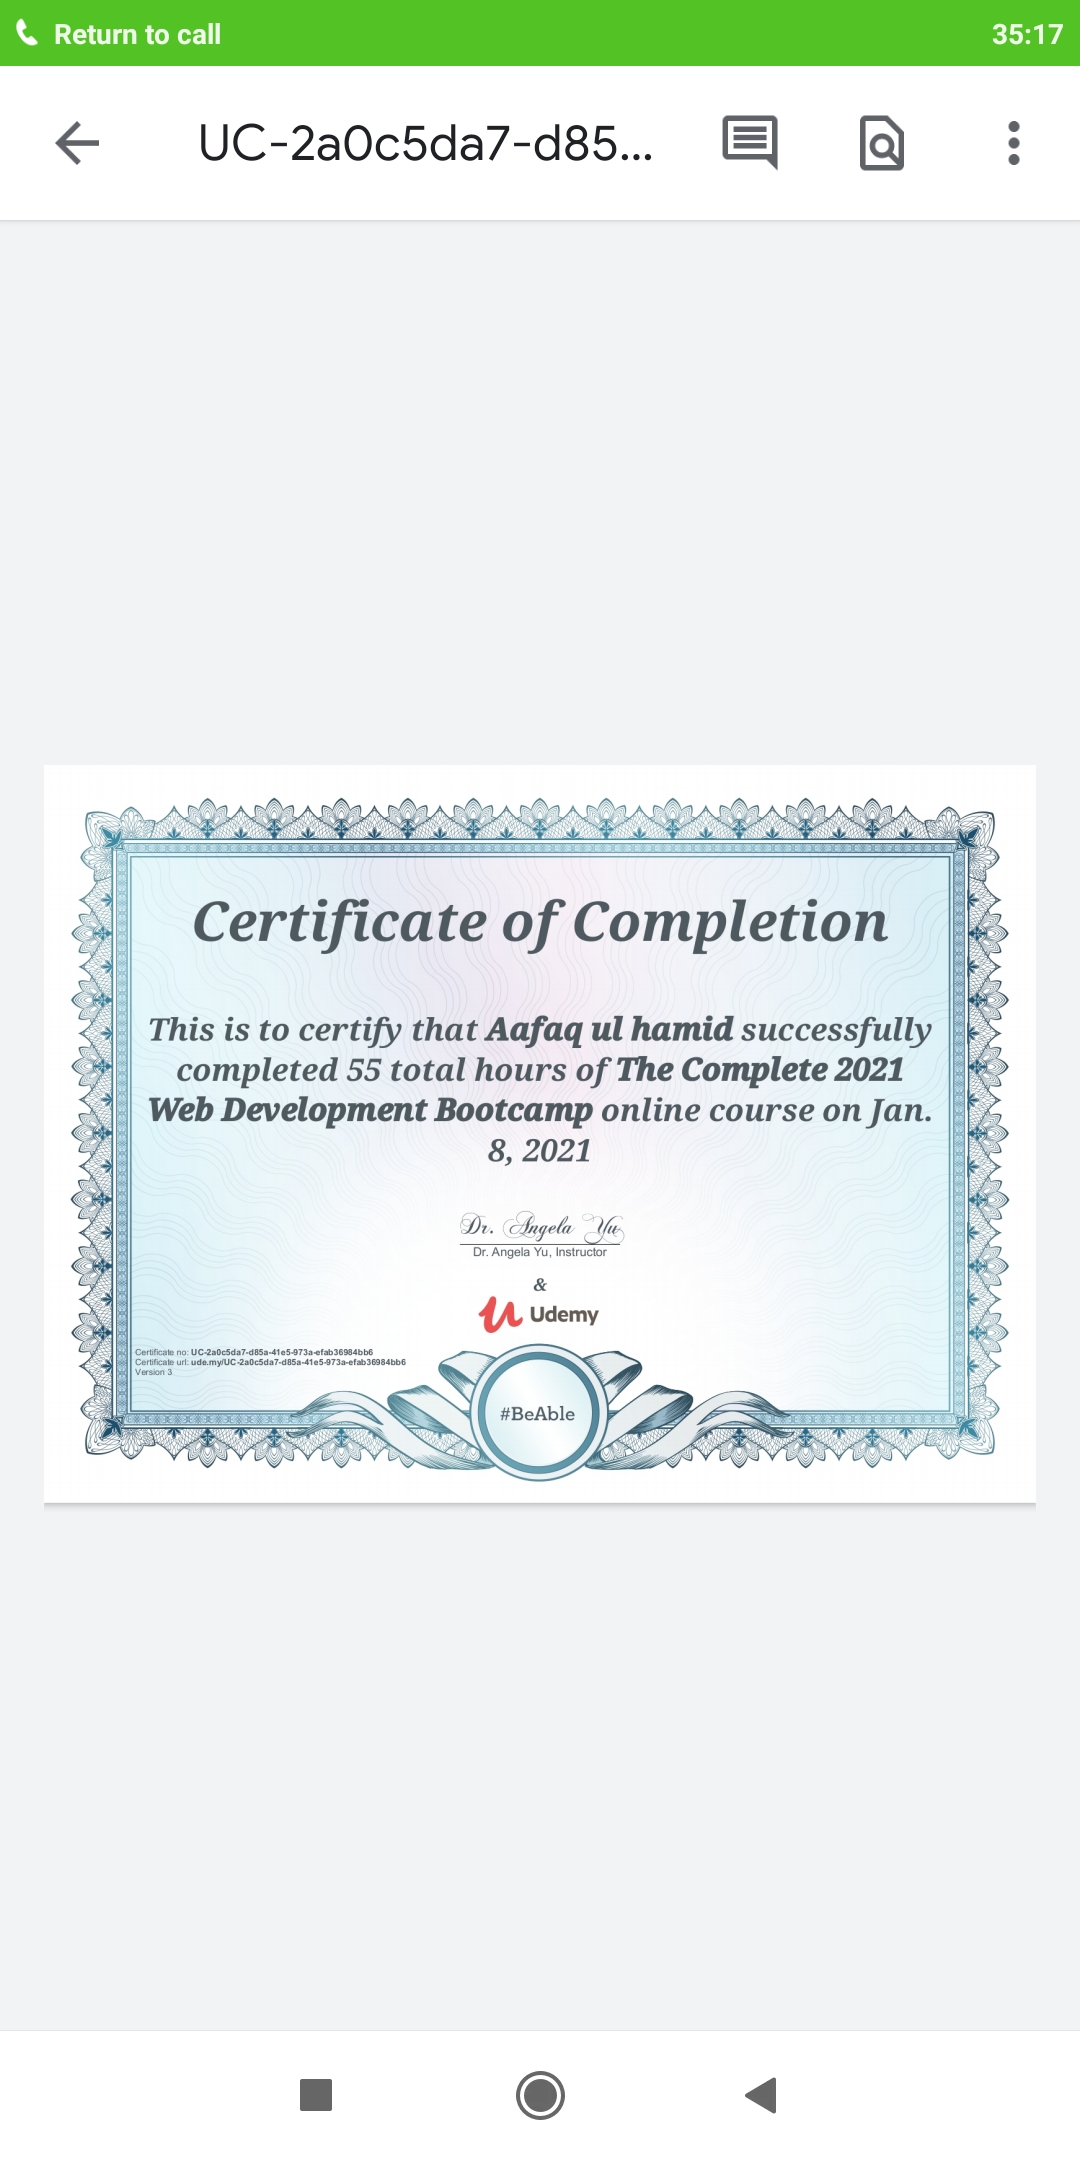 Return to call 35:17
UC-2a0c5da7-d85...
Certificate of Completion
This is to certify that Aafaq ul hamid successfully
completed 55 total hours of The Complete 2021
Web Development Bootcamp online course on Jan.
8, 2021
Dr. Angela Yu
Dr. Angela Yu, Instructor
&
Udemy
Certificate no: UC-2a0c5da7-d85a-41e5-973a-efab36984bb6
Certificate url: ude.my/UC-2a0c5da7-d85a-41e5-973a-efab36984bb6
Version 3
#BeAble